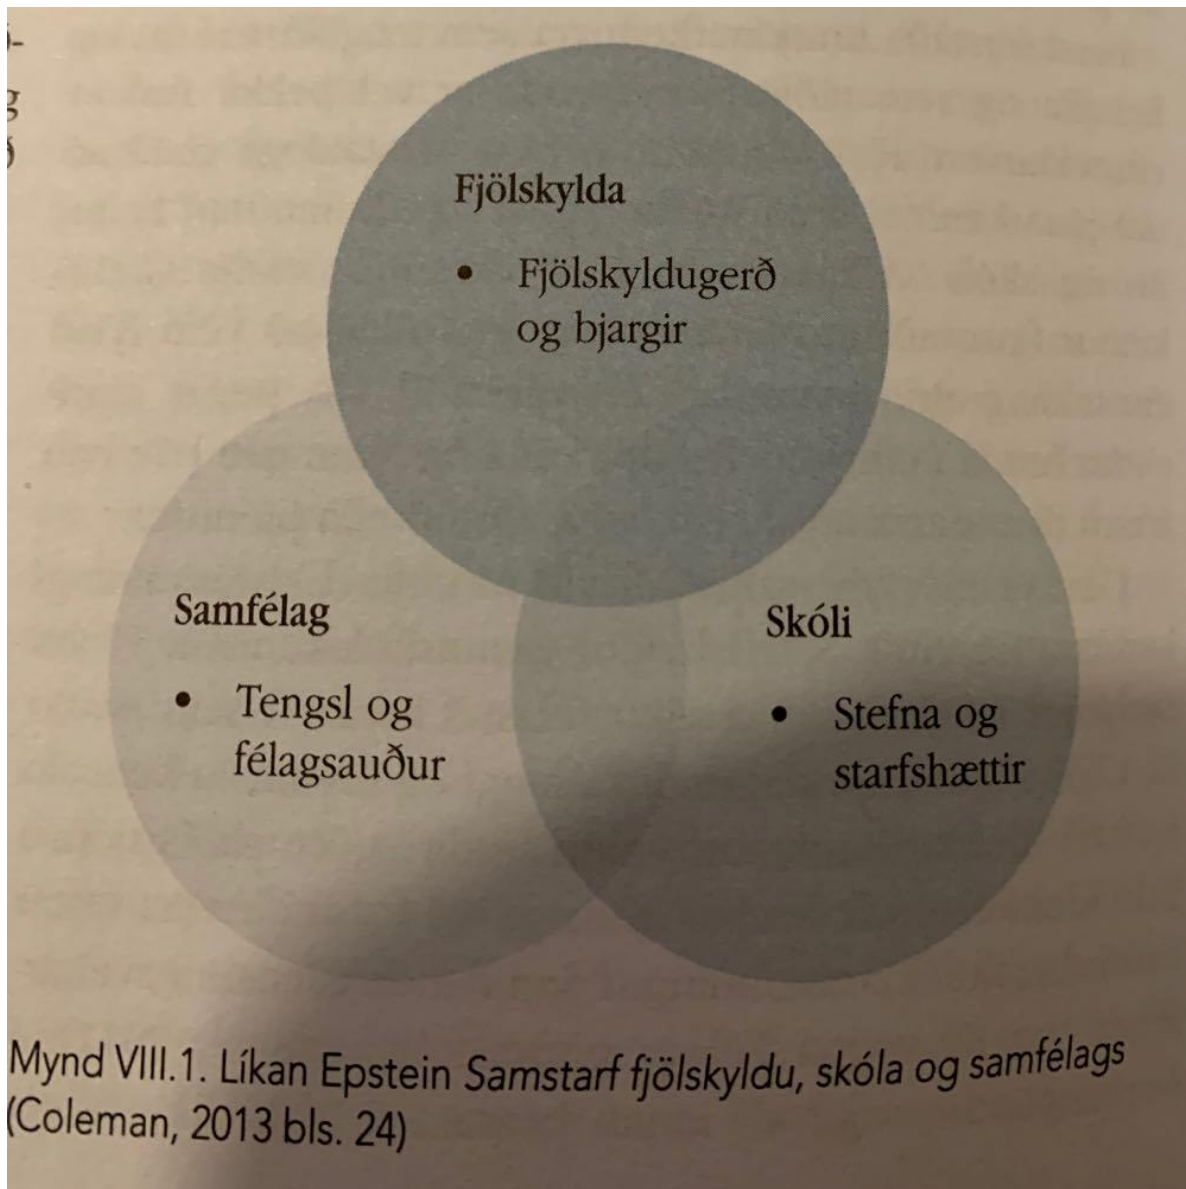 g
Fjölskylda
• Fjölskyldugerð
og bjargir
Samfélag
• Tengsl og
félagsauður
Skóli
• Stefna og
starfshættir
Mynd VIII.1. Líkan Epstein Samstarf fjölskyldu, skóla og samfélags
(Coleman, 2013 bls. 24)